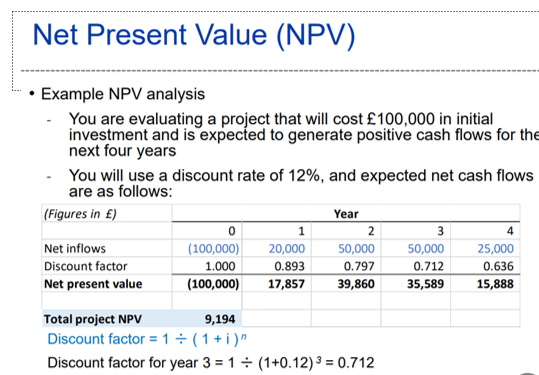 Net Present Value (NPV)
• Example NPV analysis
- You are evaluating a project that will cost £100,000 in initial
investment and is expected to generate positive cash flows for the
next four years
- You will use a discount rate of 12%, and expected net cash flows
are as follows:
(Figures in £) Year
0 1 2 3 4
Net inflows (100,000) 20,000 50,000 50,000 25,000
Discount factor 1.000 0.893 0.797 0.712 0.636
Net present value (100,000) 17,857 39,860 35,589 15,888
Total project NPV 9,194
Discount factor = 1 ÷ ( 1 + i ) ⁿ
Discount factor for year 3 = 1 ÷ (1+0.12) ³ = 0.712